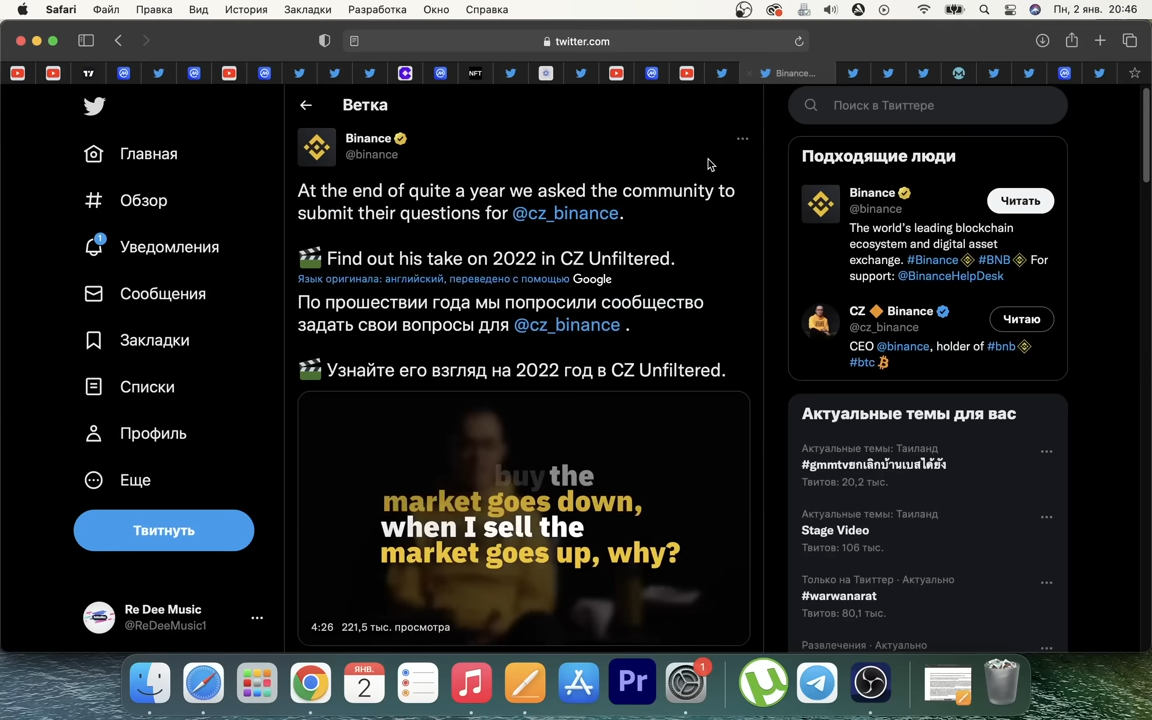 Safari Файл Правка Вид История Закладки Разработка Окно Справка Пн, 2 янв. 20:46
twitter.com
NFT Binance...
Главная
Обзор
1
Уведомления
Сообщения
Закладки
Списки
Профиль
Еще
Твитнуть
Re Dee Music
@ReDeeMusic1
Ветка
Binance
@binance
At the end of quite a year we asked the community to
submit their questions for @cz_binance.
Find out his take on 2022 in CZ Unfiltered.
Язык оригинала: английский, переведено с помощью Google
По прошествии года мы попросили сообщество
задать свои вопросы для @cz_binance .
Узнайте его взгляд на 2022 год в CZ Unfiltered.
buy the
market goes down,
when I sell the
market goes up, why?
4:26 221,5 тыс. просмотра
Поиск в Твиттере
Подходящие люди
Binance
@binance
Читать
The world's leading blockchain
ecosystem and digital asset
exchange. #Binance #BNB For
support: @BinanceHelpDesk
CZ Binance
@cz_binance
Читаю
CEO @binance, holder of #bnb
#btc
Актуальные темы для вас
Актуальные темы: Таиланд
#gmmtvยกเลิกบ้านเบสได้ยัง
Твитов: 20,2 тыс.
Актуальные темы: Таиланд
Stage Video
Твитов: 106 тыс.
Только на Твиттер · Актуально
#warwanarat
Твитов: 80,1 тыс.
Развлечения · Актуально
ЯНВ.
2
Pr
1